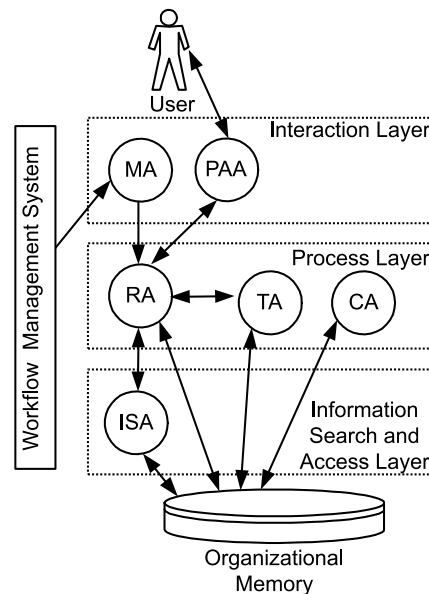 User
Interaction Layer
MA
PAA
Workflow Management System
Process Layer
RA
TA
CA
ISA
Information
Search and
Access Layer
Organizational
Memory